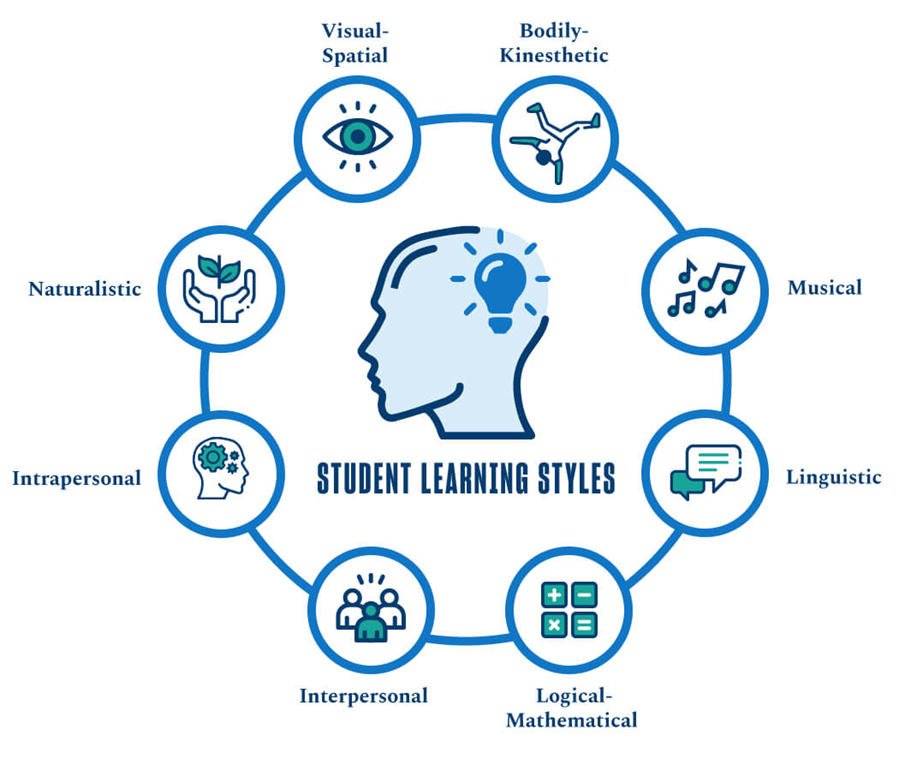 Visual-
Spatial
Bodily-
Kinesthetic
Naturalistic
Musical
Intrapersonal
STUDENT LEARNING STYLES
Linguistic
Interpersonal
Logical-
Mathematical